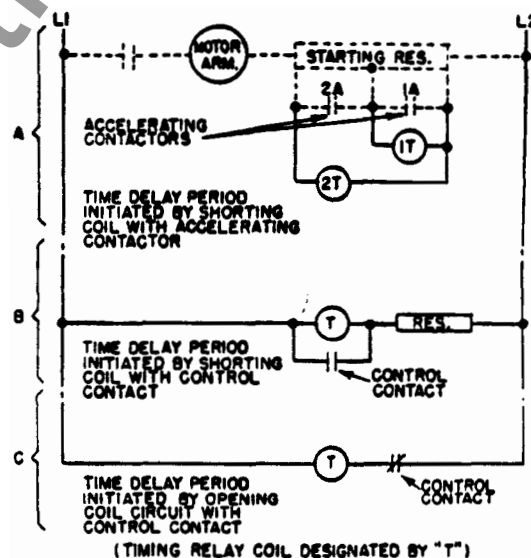 L1
L2
MOTOR
ARM.
STARTING RES.
2A
1A
A
ACCELERATING
CONTACTORS
1T
2T
TIME DELAY PERIOD
INITIATED BY SHORTING
COIL WITH ACCELERATING
CONTACTOR
B
T
RES.
TIME DELAY PERIOD
INITIATED BY SHORTING
COIL WITH CONTROL
CONTACT
CONTROL
CONTACT
C
T
TIME DELAY PERIOD
INITIATED BY OPENING
COIL CIRCUIT WITH
CONTROL CONTACT
CONTROL
CONTACT
(TIMING RELAY COIL DESIGNATED BY "T")